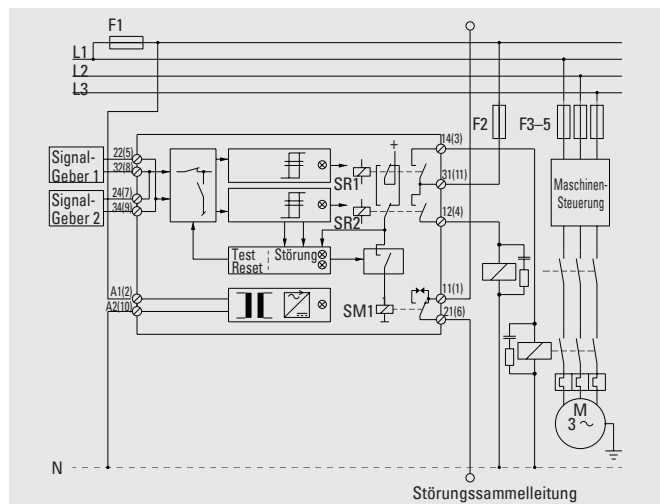 F1
L1
L2
L3
F2
F3–5
14(3)
+
Signal-
Geber 1
22(5)
32(8)
SR1
31(11)
Maschinen-
Steuerung
Signal-
Geber 2
24(7)
34(9)
SR2
12(4)
Test
Reset
Störung
A1(2)
A2(10)
SM1
11(1)
21(6)
M
3 ~
N
Störungssammelleitung